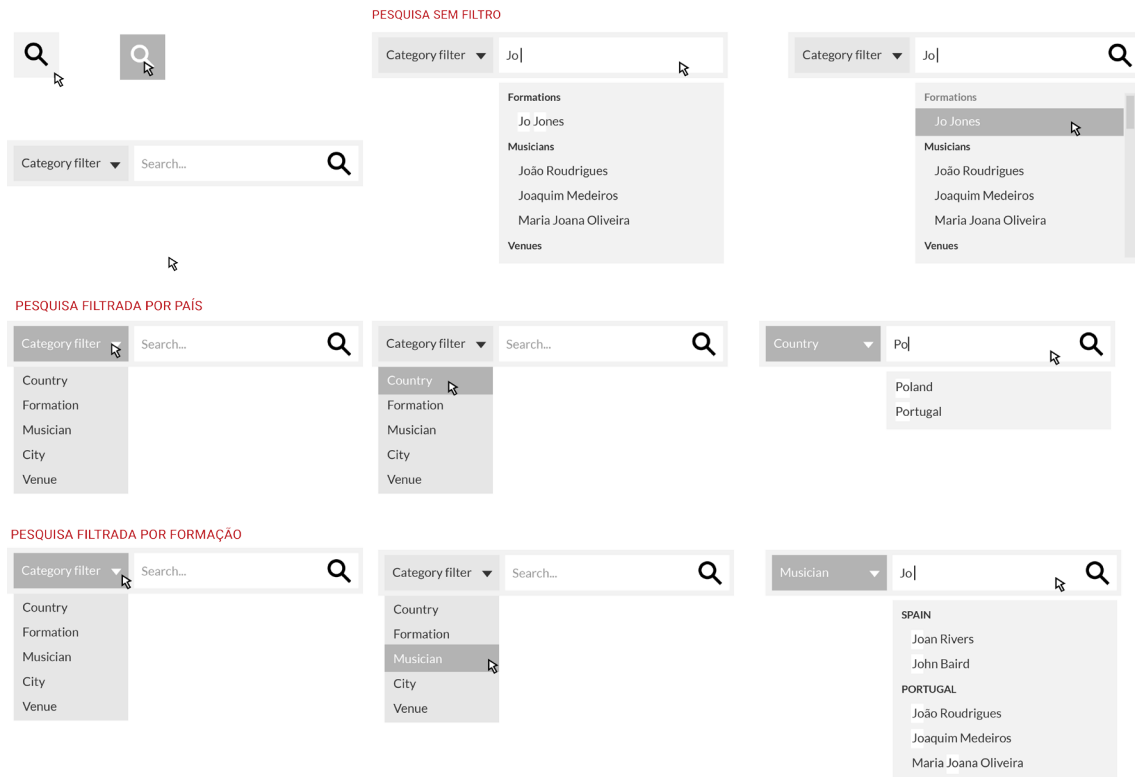 PESQUISA SEM FILTRO
Category filter Search...
Category filter Jo
Formations
Jo Jones
Musicians
João Roudrigues
Joaquim Medeiros
Maria Joana Oliveira
Venues
Category filter Jo
Formations
Jo Jones
Musicians
João Roudrigues
Joaquim Medeiros
Maria Joana Oliveira
Venues
PESQUISA FILTRADA POR PAÍS
Category filter Search...
Country
Formation
Musician
City
Venue
Category filter Search...
Country
Formation
Musician
City
Venue
Country Po
Poland
Portugal
PESQUISA FILTRADA POR FORMAÇÃO
Category filter Search...
Country
Formation
Musician
City
Venue
Category filter Search...
Country
Formation
Musician
City
Venue
Musician Jo
SPAIN
Joan Rivers
John Baird
PORTUGAL
João Roudrigues
Joaquim Medeiros
Maria Joana Oliveira